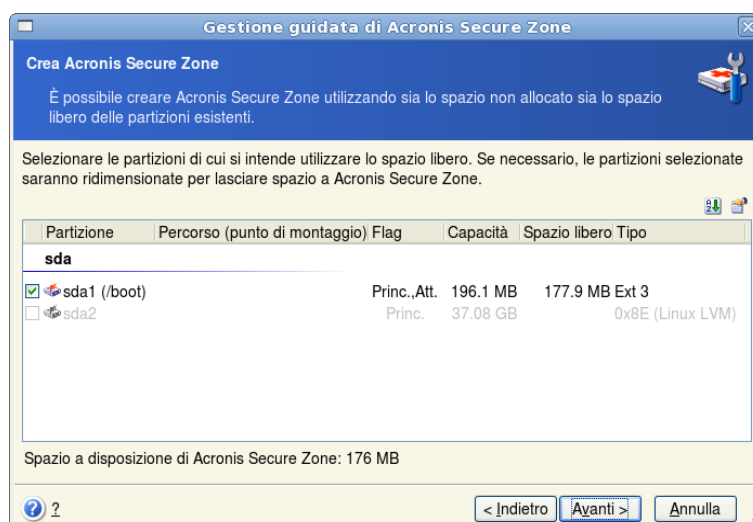 Gestione guidata di Acronis Secure Zone
Crea Acronis Secure Zone
È possibile creare Acronis Secure Zone utilizzando sia lo spazio non allocato sia lo spazio
libero delle partizioni esistenti.
Selezionare le partizioni di cui si intende utilizzare lo spazio libero. Se necessario, le partizioni selezionate
saranno ridimensionate per lasciare spazio a Acronis Secure Zone.
Partizione Percorso (punto di montaggio) Flag Capacità Spazio libero Tipo
sda
sda1 (/boot) Princ.,Att. 196.1 MB 177.9 MB Ext 3
sda2 Princ. 37.08 GB 0x8E (Linux LVM)
Spazio a disposizione di Acronis Secure Zone: 176 MB
? < Indietro Avanti > Annulla